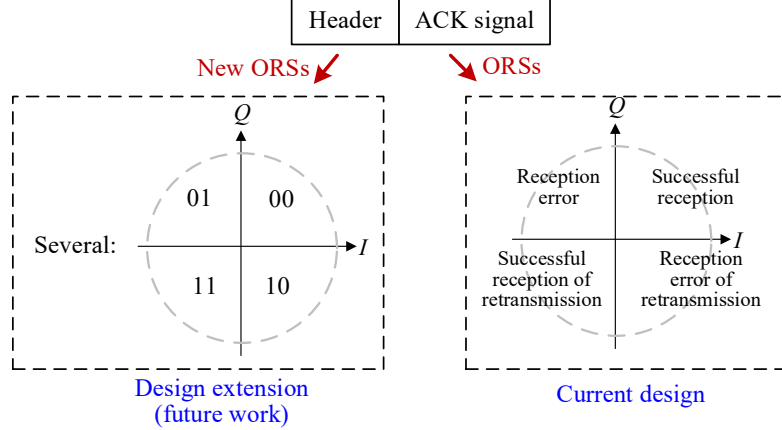 Header ACK signal
New ORSs
ORSs
Q
01 00
Several:
I
11 10
Design extension
(future work)
Q
Reception
error
Successful
reception
I
Successful
reception of
retransmission
Reception
error of
retransmission
Current design